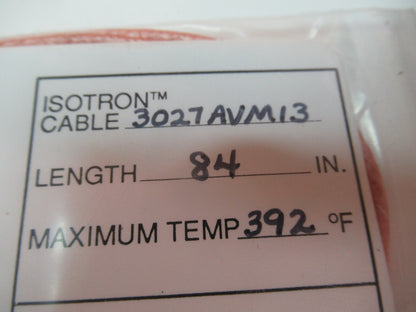 ISOTRON™
CABLE 3027AVM13
LENGTH 84 IN.
MAXIMUM TEMP 392 °F